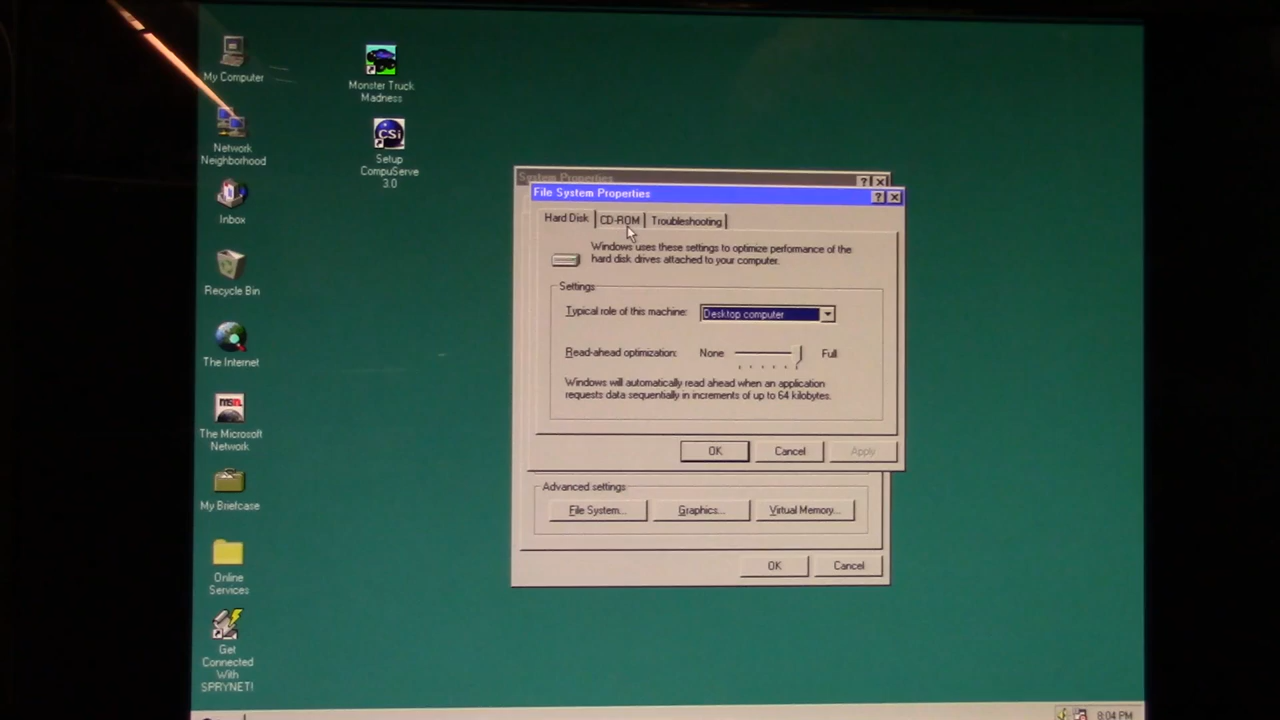 My Computer
Network
Neighborhood
Inbox
Recycle Bin
The Internet
msn
The Microsoft
Network
My Briefcase
Online
Services
Get
Connected
With
SPRYNET!
Monster Truck
Madness
CSi
Setup
CompuServe
3.0
System Properties
File System Properties
Hard Disk
CD-ROM
Troubleshooting
Windows uses these settings to optimize performance of the
hard disk drives attached to your computer.
Settings
Typical role of this machine:
Desktop computer
Read-ahead optimization:
None
Full
Windows will automatically read ahead when an application
requests data sequentially in increments of up to 64 kilobytes.
OK
Cancel
Apply
Advanced settings
File System...
Graphics...
Virtual Memory...
OK
Cancel
8:04 PM